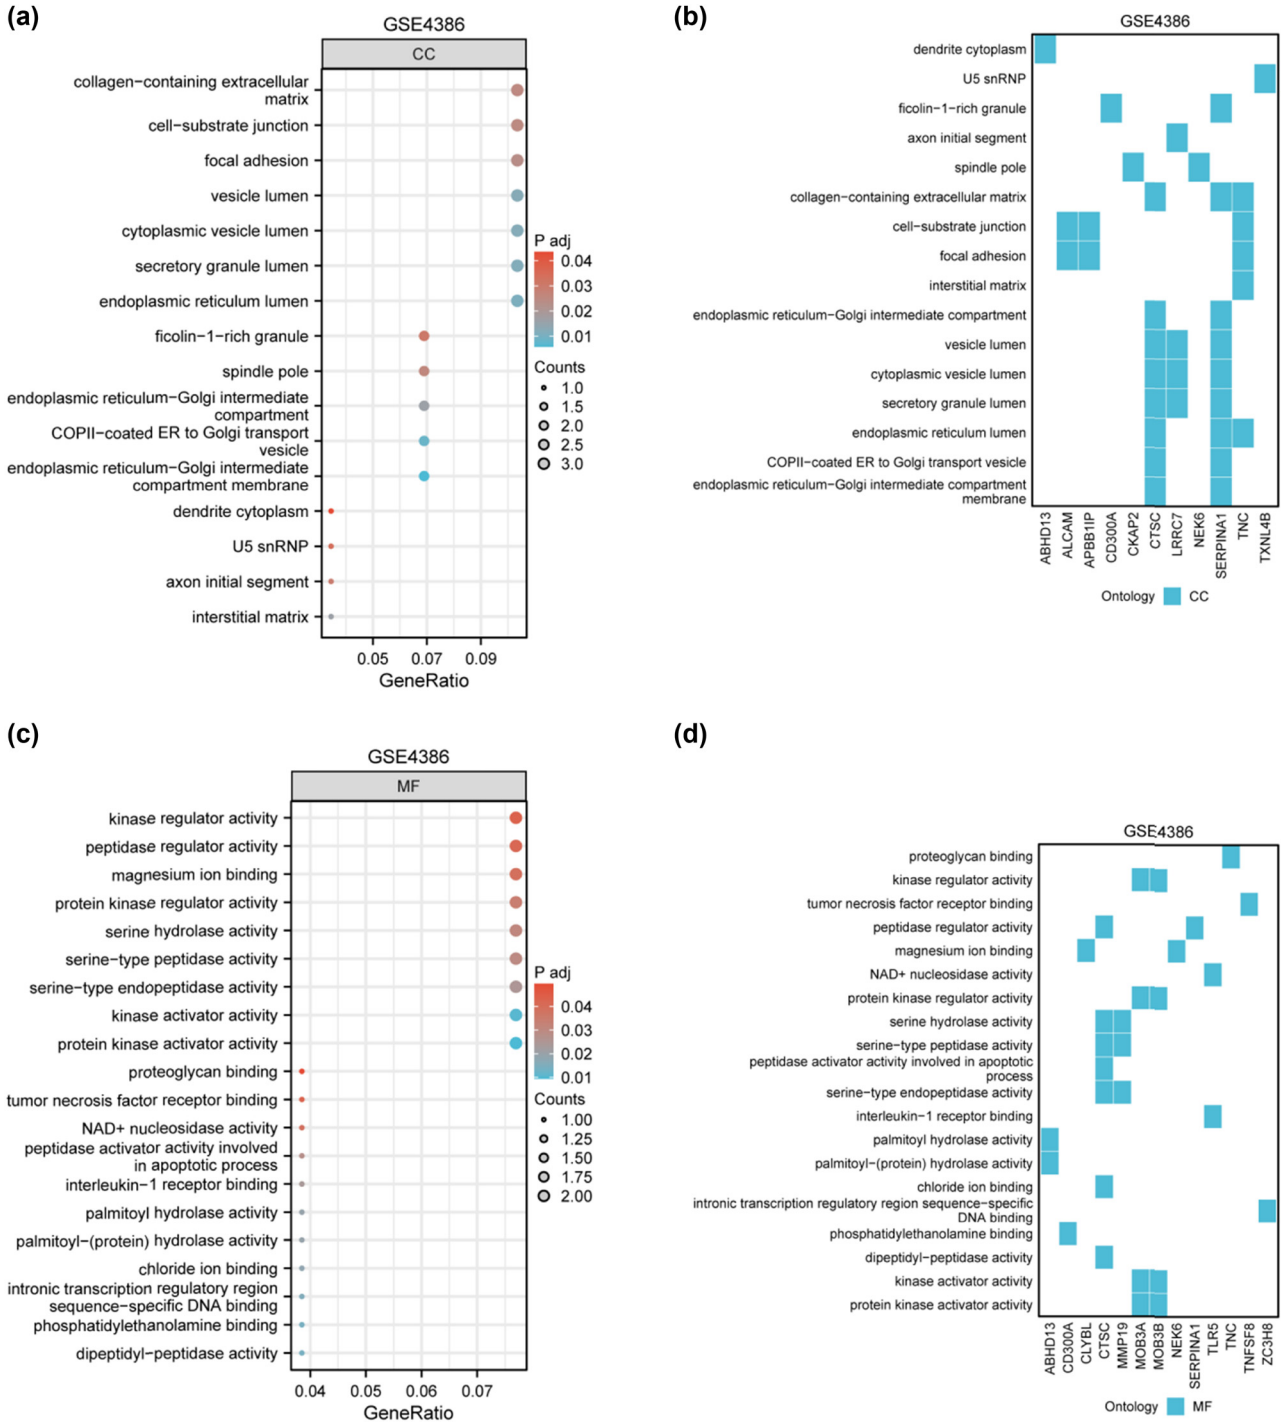 (a)
GSE4386
CC
collagen−containing extracellular
matrix
cell−substrate junction
focal adhesion
vesicle lumen
cytoplasmic vesicle lumen
secretory granule lumen
endoplasmic reticulum lumen
ficolin−1−rich granule
spindle pole
endoplasmic reticulum−Golgi intermediate
compartment
COPII−coated ER to Golgi transport
vesicle
endoplasmic reticulum−Golgi intermediate
compartment membrane
dendrite cytoplasm
U5 snRNP
axon initial segment
interstitial matrix
0.05 0.07 0.09
GeneRatio
P adj
0.04
0.03
0.02
0.01
Counts
1.0
1.5
2.0
2.5
3.0
(b)
GSE4386
dendrite cytoplasm
U5 snRNP
ficolin−1−rich granule
axon initial segment
spindle pole
collagen−containing extracellular matrix
cell−substrate junction
focal adhesion
interstitial matrix
endoplasmic reticulum−Golgi intermediate compartment
vesicle lumen
cytoplasmic vesicle lumen
secretory granule lumen
endoplasmic reticulum lumen
COPII−coated ER to Golgi transport vesicle
endoplasmic reticulum−Golgi intermediate compartment
membrane
ABHD13
ALCAM
APBB1IP
CD300A
CKAP2
CTSC
LRRC7
NEK6
SERPINA1
TNC
TXNL4B
Ontology CC
(c)
GSE4386
MF
kinase regulator activity
peptidase regulator activity
magnesium ion binding
protein kinase regulator activity
serine hydrolase activity
serine−type peptidase activity
serine−type endopeptidase activity
kinase activator activity
protein kinase activator activity
proteoglycan binding
tumor necrosis factor receptor binding
NAD+ nucleosidase activity
peptidase activator activity involved
in apoptotic process
interleukin−1 receptor binding
palmitoyl hydrolase activity
palmitoyl−(protein) hydrolase activity
chloride ion binding
intronic transcription regulatory region
sequence−specific DNA binding
phosphatidylethanolamine binding
dipeptidyl−peptidase activity
0.04 0.05 0.06 0.07
GeneRatio
P adj
0.04
0.03
0.02
0.01
Counts
1.00
1.25
1.50
1.75
2.00
(d)
GSE4386
proteoglycan binding
kinase regulator activity
tumor necrosis factor receptor binding
peptidase regulator activity
magnesium ion binding
NAD+ nucleosidase activity
protein kinase regulator activity
serine hydrolase activity
serine−type peptidase activity
peptidase activator activity involved in apoptotic
process
serine−type endopeptidase activity
interleukin−1 receptor binding
palmitoyl hydrolase activity
palmitoyl−(protein) hydrolase activity
chloride ion binding
intronic transcription regulatory region sequence−specific
DNA binding
phosphatidylethanolamine binding
dipeptidyl−peptidase activity
kinase activator activity
protein kinase activator activity
ABHD13
CD300A
CLYBL
CTSC
MMP19
MOB3A
MOB3B
NEK6
SERPINA1
TLR5
TNC
TNFSF8
ZC3H8
Ontology MF